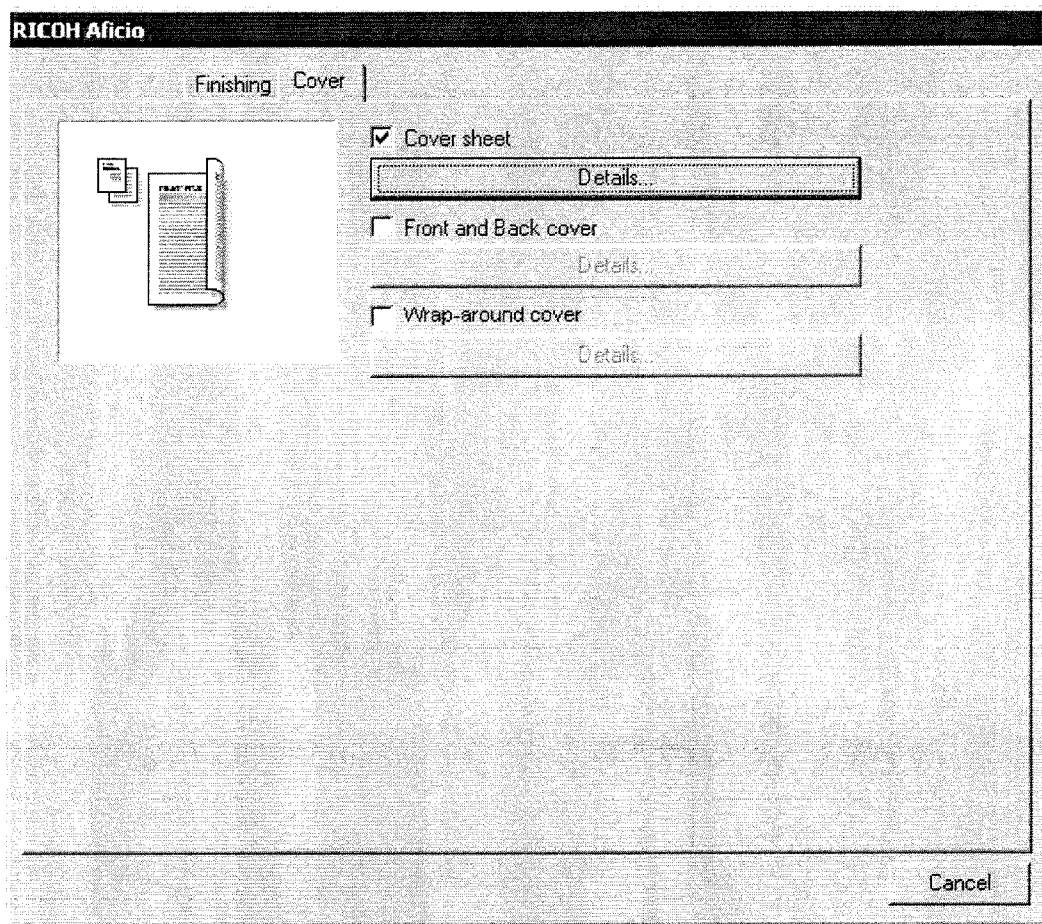 RICOH Aficio
Finishing Cover
Cover sheet
Details...
Front and Back cover
Details...
Wrap-around cover
Details...
Cancel